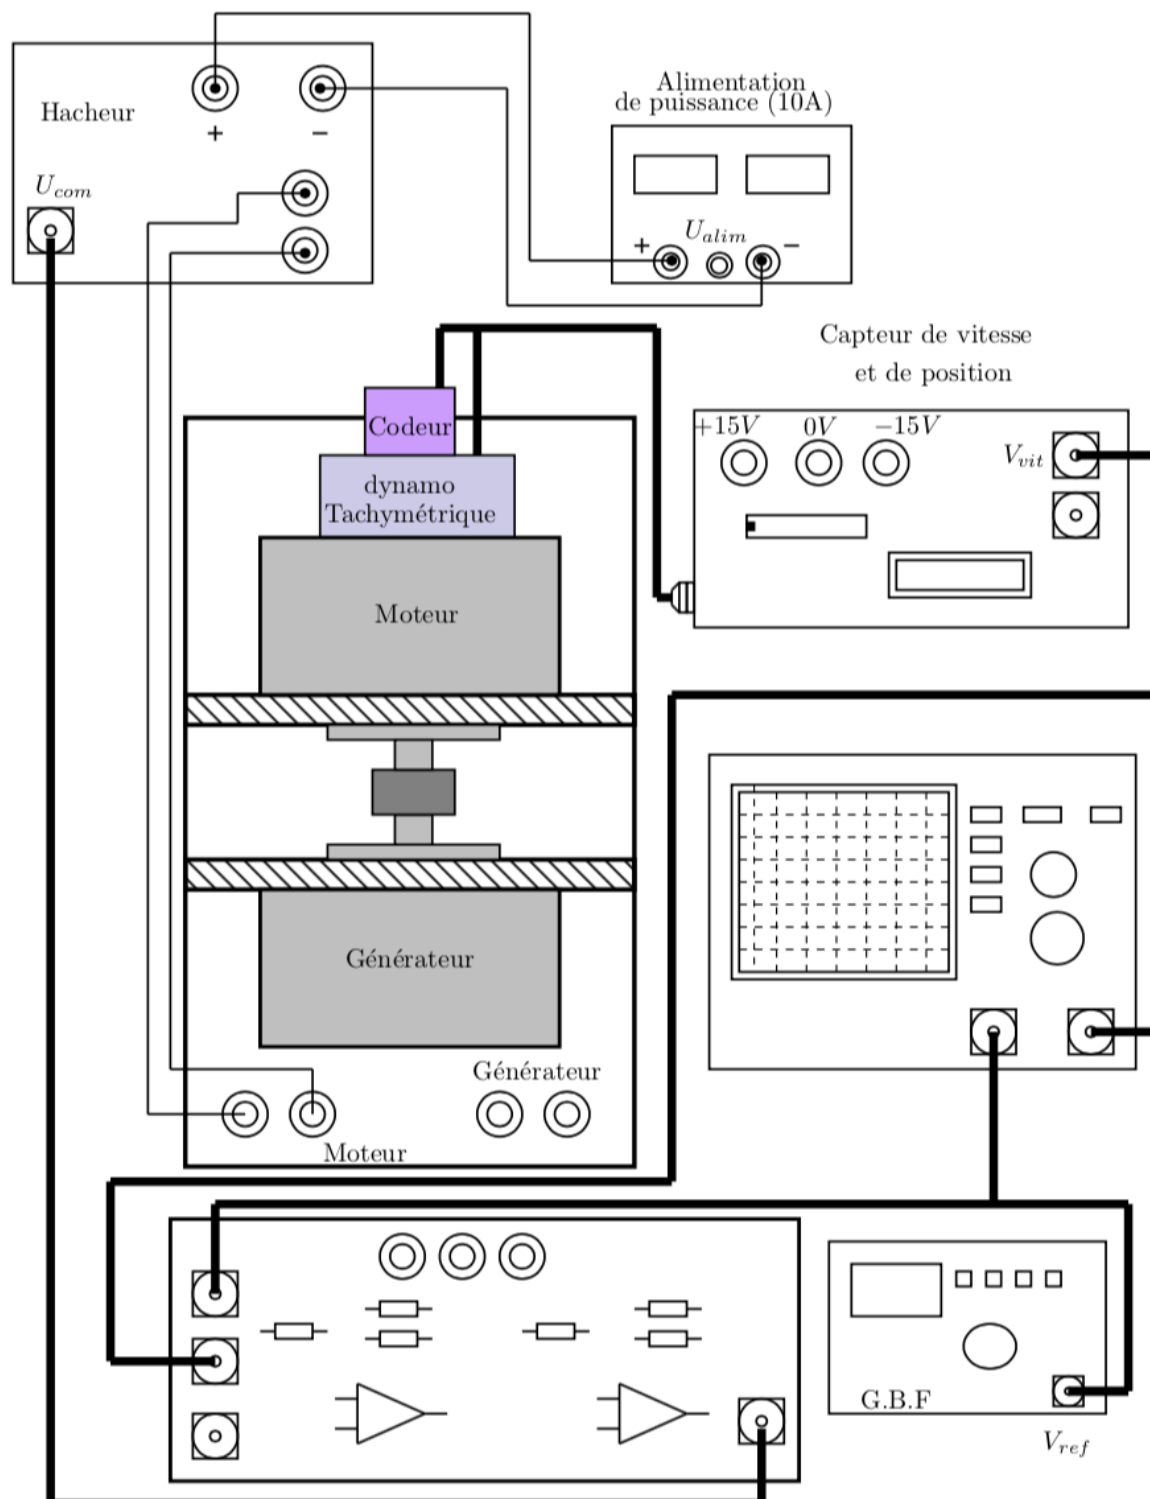 Hacheur
+
−
U_com
Alimentation
de puissance (10A)
+
U_alim
−
Capteur de vitesse
et de position
+15V
0V
−15V
V_vit
Codeur
dynamo
Tachymétrique
Moteur
Générateur
Générateur
Moteur
G.B.F
V_ref